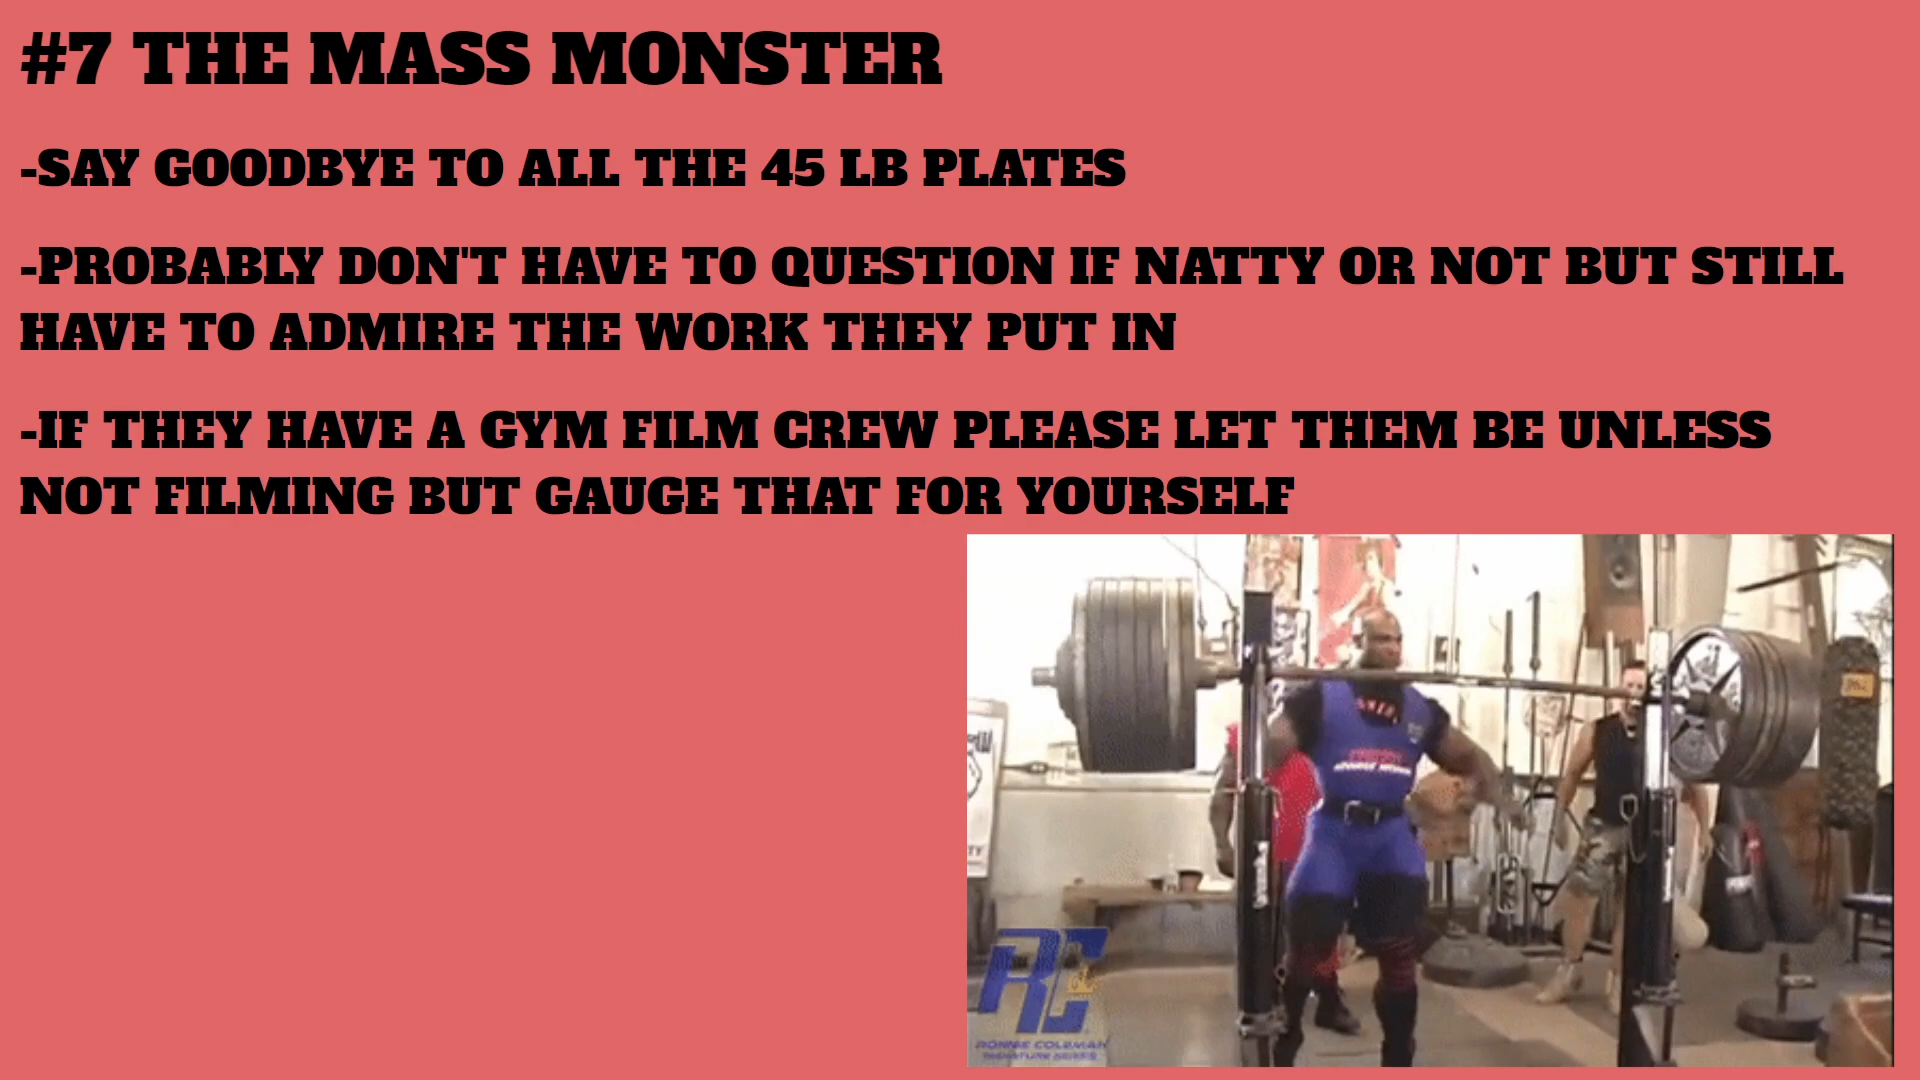 #7 THE MASS MONSTER
-SAY GOODBYE TO ALL THE 45 LB PLATES
-PROBABLY DON'T HAVE TO QUESTION IF NATTY OR NOT BUT STILL
HAVE TO ADMIRE THE WORK THEY PUT IN
-IF THEY HAVE A GYM FILM CREW PLEASE LET THEM BE UNLESS
NOT FILMING BUT GAUGE THAT FOR YOURSELF
RC
RONNIE COLEMAN
SIGNATURE SERIES